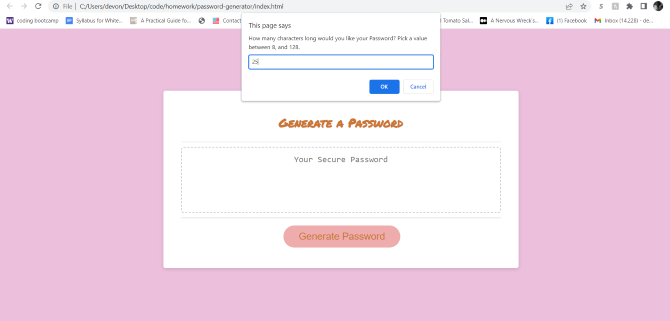 File | C:/Users/devon/Desktop/code/homework/password-generator/index.html
coding bootcamp Syllabus for White... A Practical Guide fo... Contact Tomato Sal... A Nervous Wreck's... (1) Facebook Inbox (14,228) - de...
This page says
How many characters long would you like your Password? Pick a value
between 8, and 128.
25
OK Cancel
Generate a Password
Your Secure Password
Generate Password